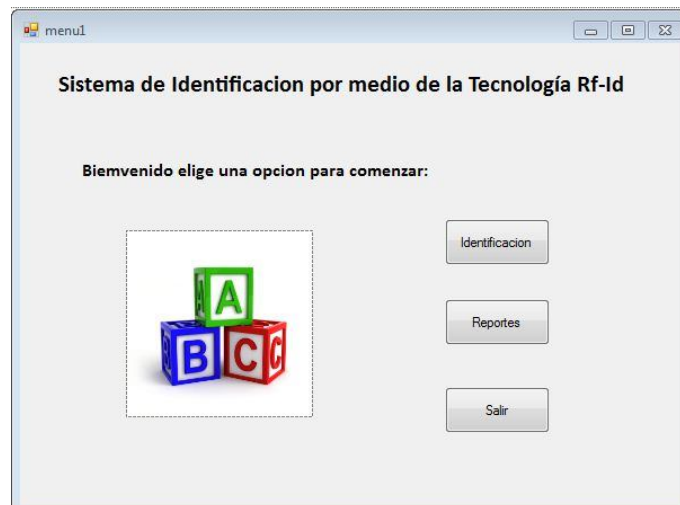 menu1
Sistema de Identificacion por medio de la Tecnología Rf-Id
Biemvenido elige una opcion para comenzar:
Identificacion
A
A
Reportes
B
B
C
C
Salir